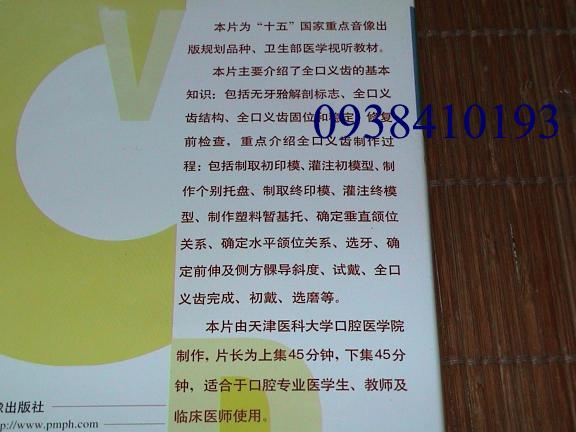 本片为“十五”国家重点音像出
版规划品种、卫生部医学视听教材。
本片主要介绍了全口义齿的基本
知识：包括无牙雅解剖标志、全口义
齿结构、全口义齿固位和稳定、修复
0938410193
前检查，重点介绍全口义齿制作过
程：包括制取初印模、灌注初模型、制
作个别托盘、制取终印模、灌注终模
型、制作塑料暂基托、确定垂直颌位
关系、确定水平颌位关系、选牙、确
定前伸及侧方髁导斜度、试戴、全口
义齿完成、初戴、选磨等。
本片由天津医科大学口腔医学院
制作，片长为上集45分钟，下集45分
钟，适合于口腔专业医学生、教师及
临床医师使用。
像出版社
http://www.pmph.com
V
C
D